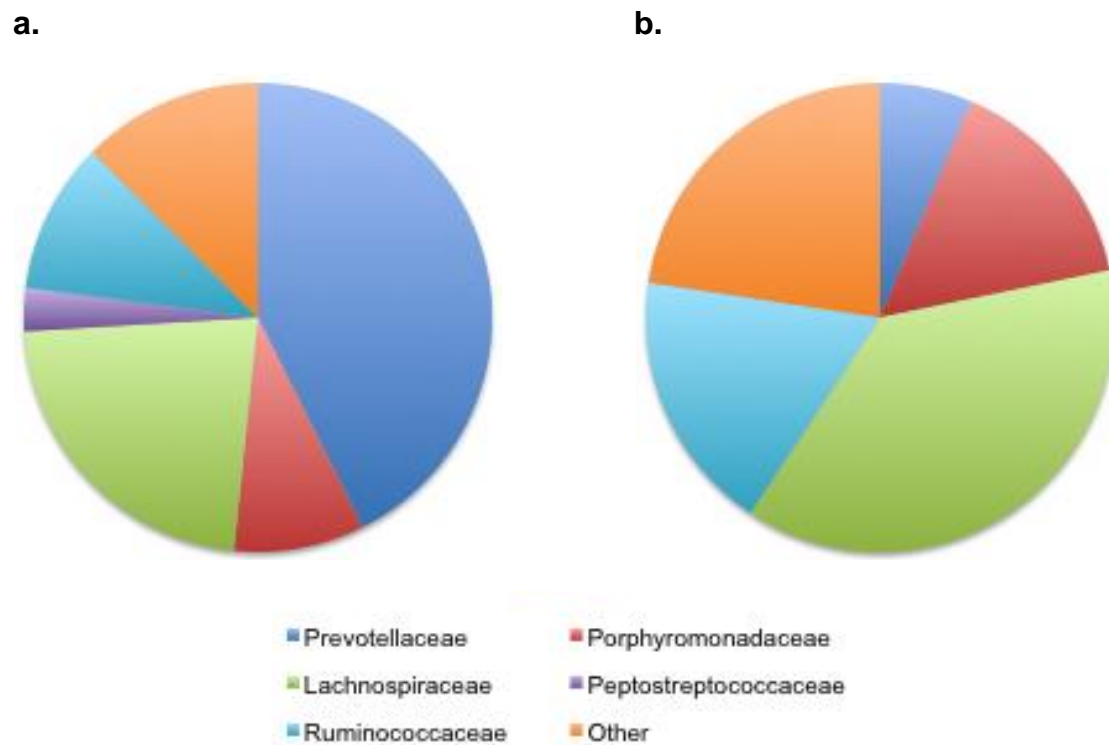 a. b.
Prevotellaceae Porphyromonadaceae
Lachnospiraceae Peptostreptococcaceae
Ruminococcaceae Other